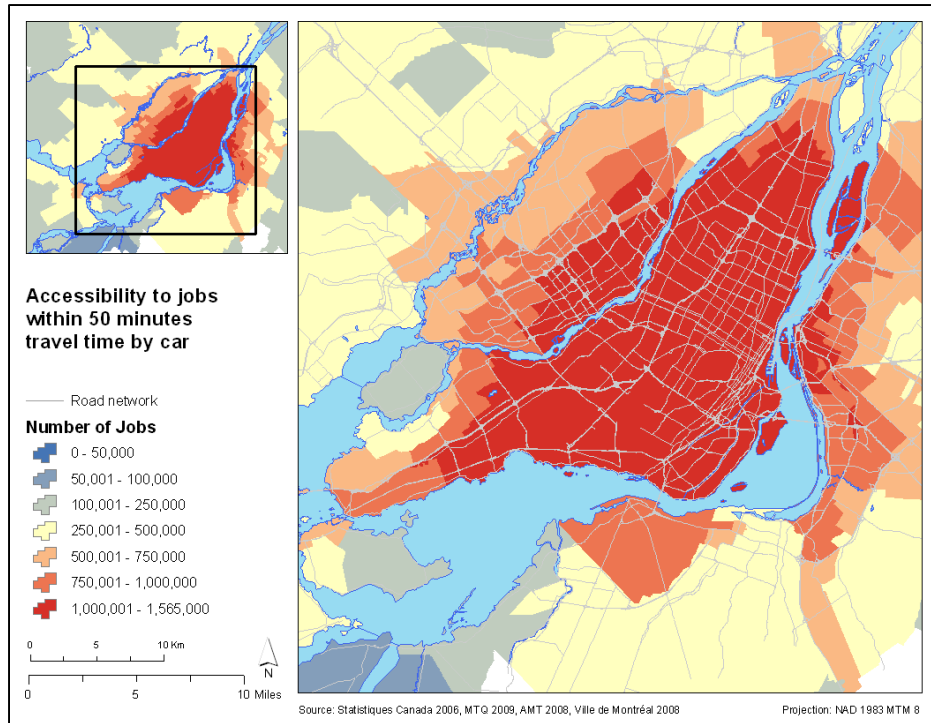 Accessibility to jobs
within 50 minutes
travel time by car
Road network
Number of Jobs
0 - 50,000
50,001 - 100,000
100,001 - 250,000
250,001 - 500,000
500,001 - 750,000
750,001 - 1,000,000
1,000,001 - 1,565,000
0 5 10 Km
N
0 5 10 Miles
Source: Statistiques Canada 2006, MTQ 2009, AMT 2008, Ville de Montréal 2008
Projection: NAD 1983 MTM 8